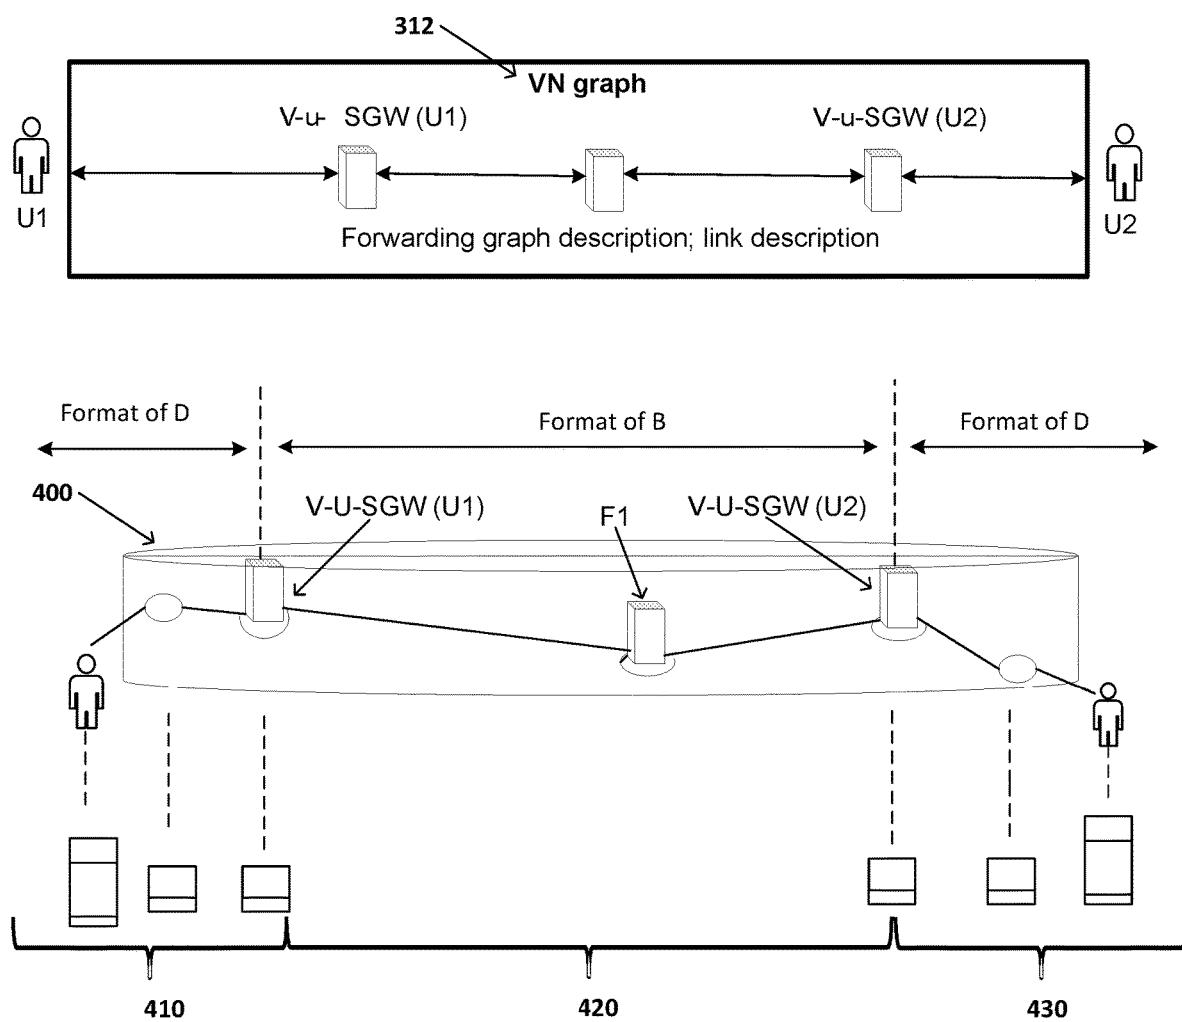 312
VN graph
V-u- SGW (U1)
V-u-SGW (U2)
U1
U2
Forwarding graph description; link description
Format of D
Format of B
Format of D
400
V-U-SGW (U1)
F1
V-U-SGW (U2)
410
420
430